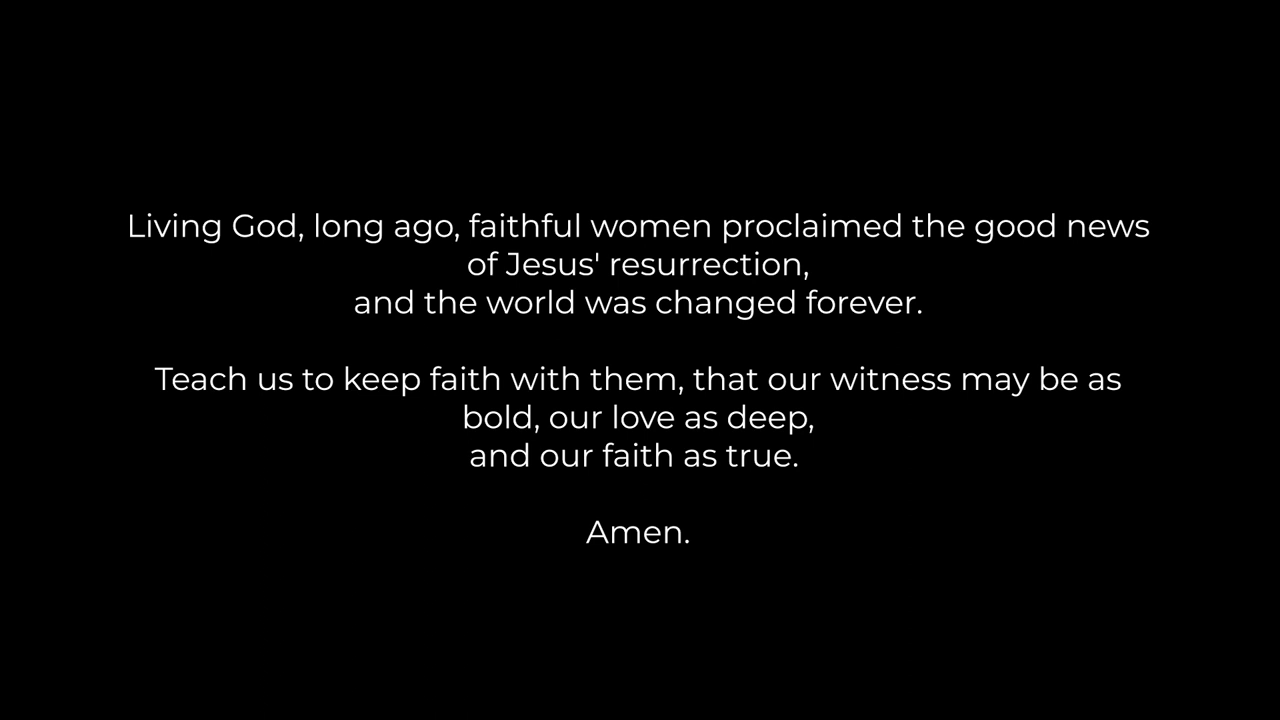 Living God, long ago, faithful women proclaimed the good news
of Jesus' resurrection,
and the world was changed forever.
Teach us to keep faith with them, that our witness may be as
bold, our love as deep,
and our faith as true.
Amen.